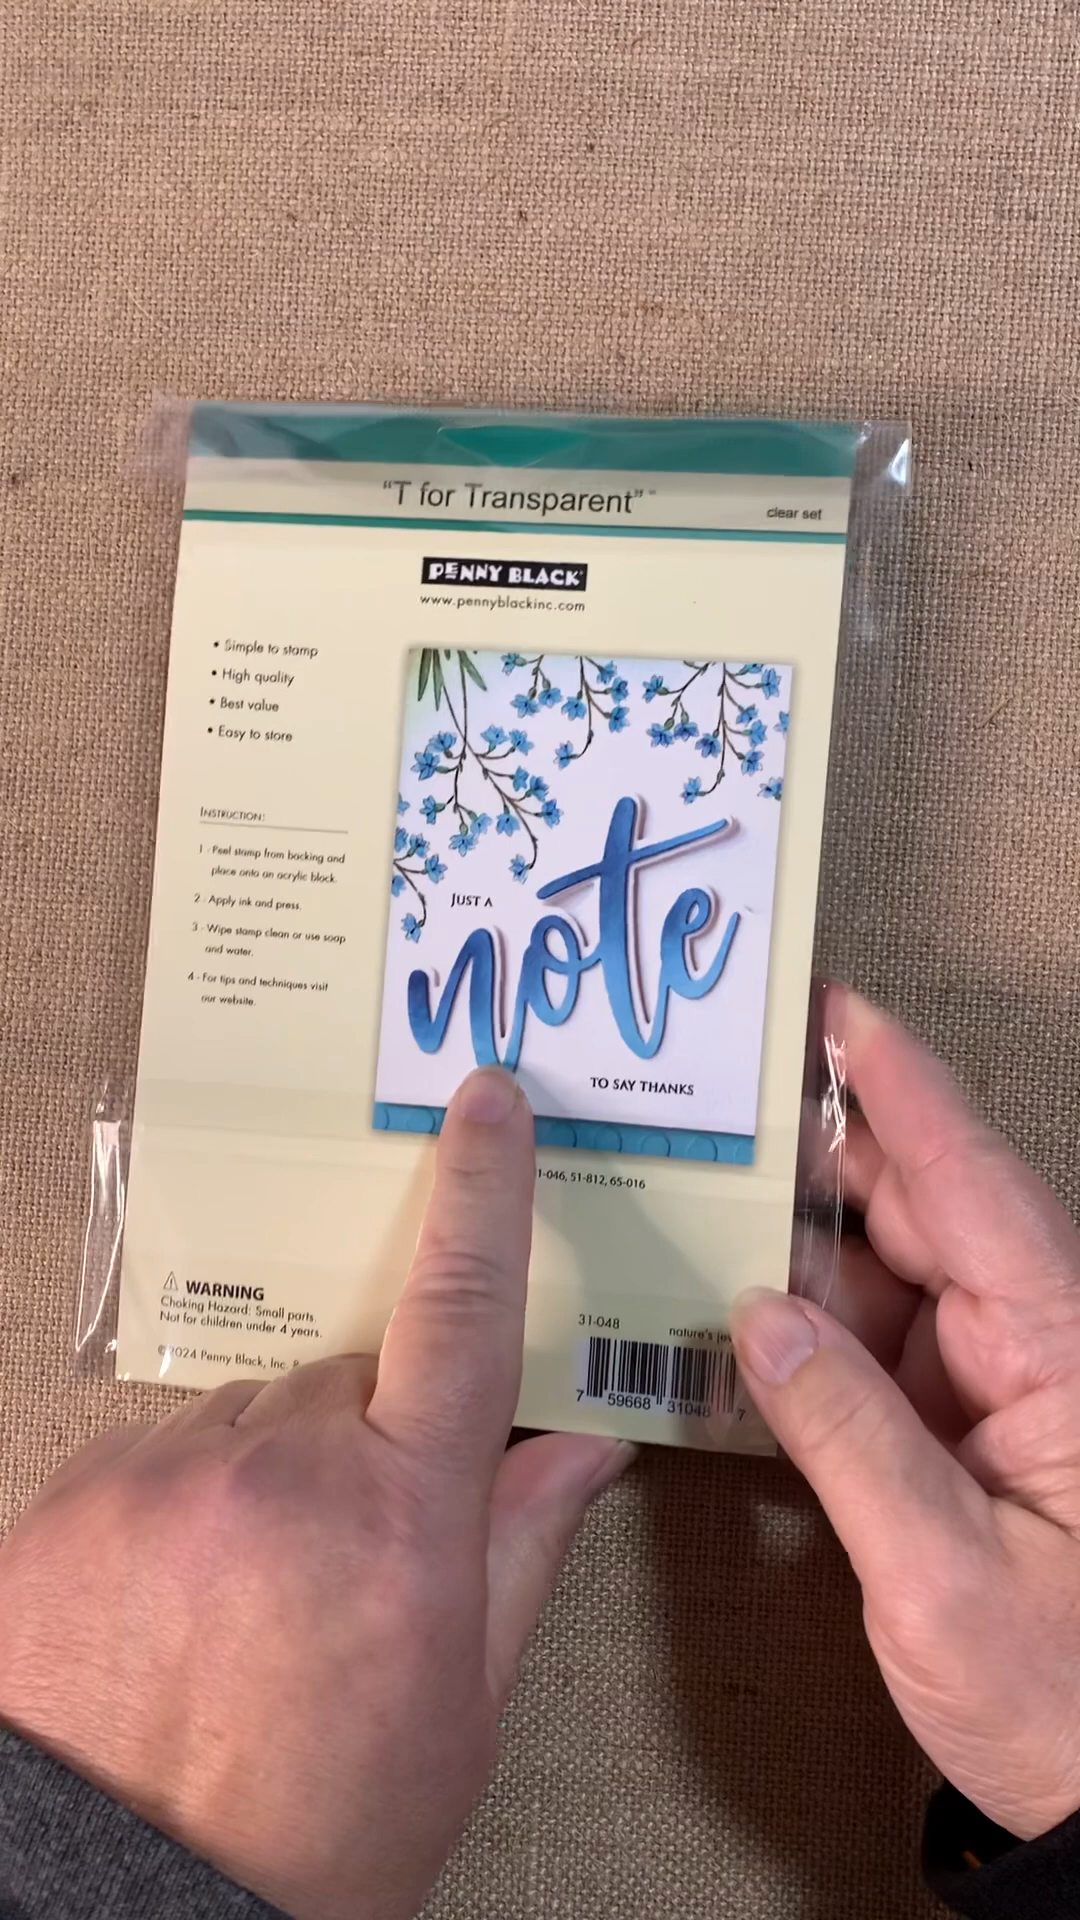 "T for Transparent" ™
clear set
PENNY BLACK
www.pennyblackinc.com
• Simple to stamp
• High quality
• Best value
• Easy to store
INSTRUCTION:
1 - Peel stamp from backing and
place onto an acrylic block.
2 - Apply ink and press.
3 - Wipe stamp clean or use soap
and water.
4 - For tips and techniques visit
our website.
JUST A
note
TO SAY THANKS
1-046, 51-812, 65-016
⚠ WARNING
Choking Hazard: Small parts.
Not for children under 4 years.
©2024 Penny Black, Inc.
31-048
nature's
7 59668 31048 7